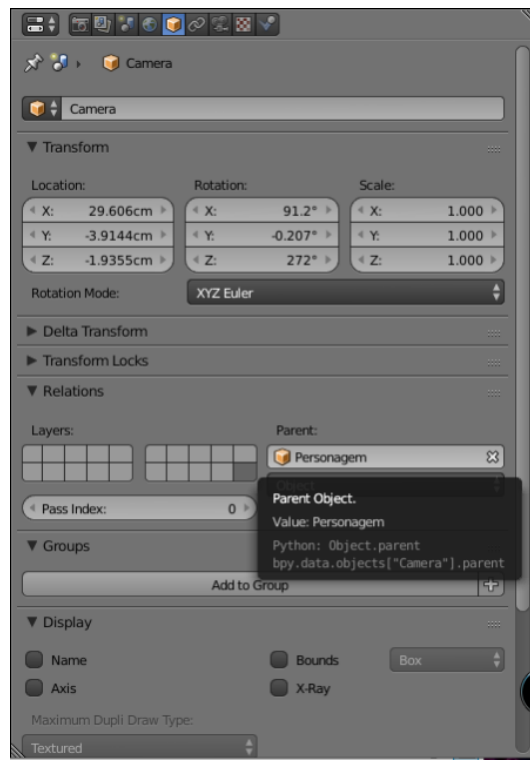 Camera
Camera
Transform
Location: Rotation: Scale:
X: 29.606cm X: 91.2° X: 1.000
Y: -3.9144cm Y: -0.207° Y: 1.000
Z: -1.9355cm Z: 272° Z: 1.000
Rotation Mode: XYZ Euler
Delta Transform
Transform Locks
Relations
Layers: Parent:
Personagem
Object
Pass Index: 0
Parent Object.
Value: Personagem
Python: Object.parent
bpy.data.objects["Camera"].parent
Groups
Add to Group
Display
Name Bounds Box
Axis X-Ray
Maximum Dupli Draw Type:
Textured